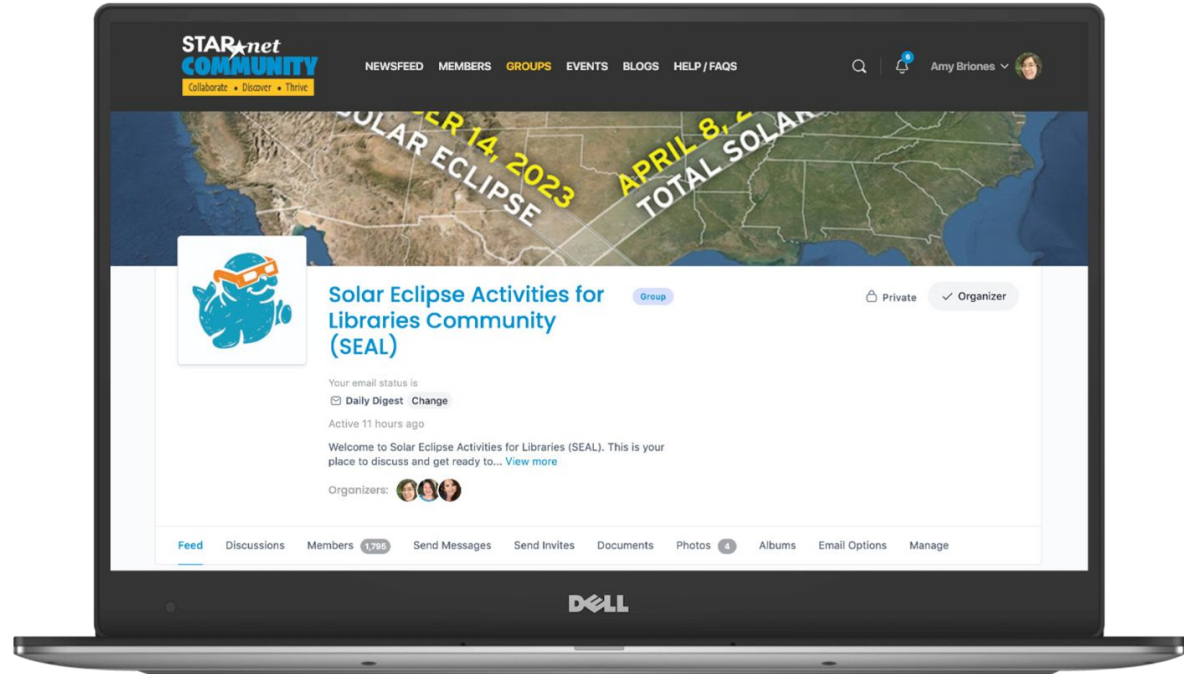 STAR net
COMMUNITY
Collaborate • Discover • Thrive
NEWSFEED MEMBERS GROUPS EVENTS BLOGS HELP / FAQS
6
Amy Briones
BER 14, 2023
OLAR ECLIPSE
APRIL 8, 2
TOTAL SOLAR
Solar Eclipse Activities for
Libraries Community
(SEAL)
Group
Private
Organizer
Your email status is
Daily Digest Change
Active 11 hours ago
Welcome to Solar Eclipse Activities for Libraries (SEAL). This is your
place to discuss and get ready to... View more
Organizers:
Feed Discussions Members 1,795 Send Messages Send Invites Documents Photos 4 Albums Email Options Manage
DELL